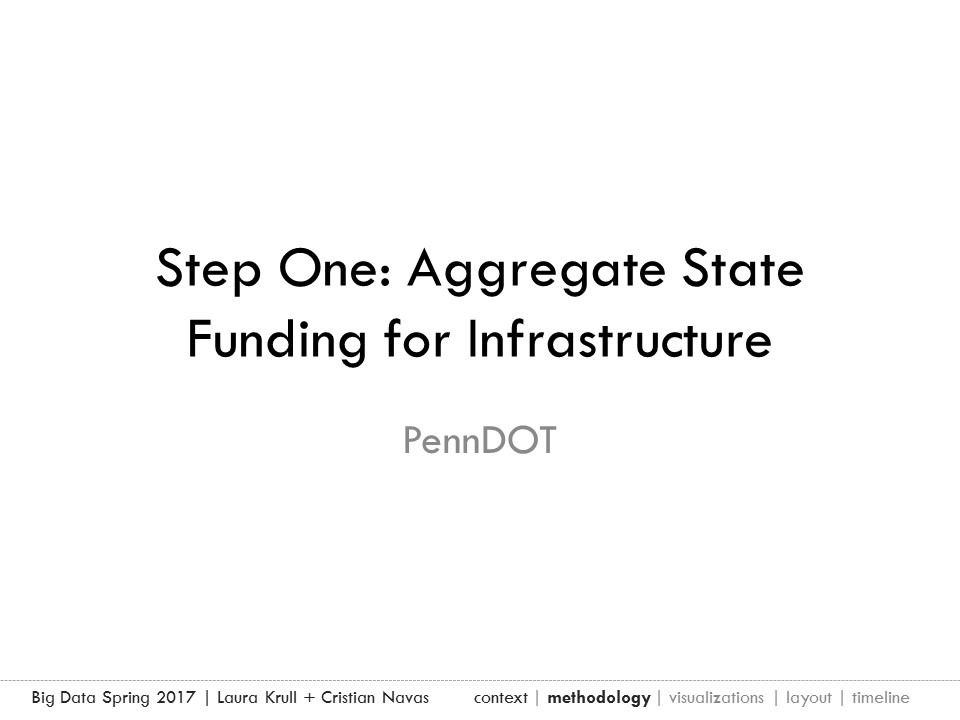 Step One: Aggregate State
Funding for Infrastructure
PennDOT
Big Data Spring 2017 | Laura Krull + Cristian Navas
context | methodology | visualizations | layout | timeline